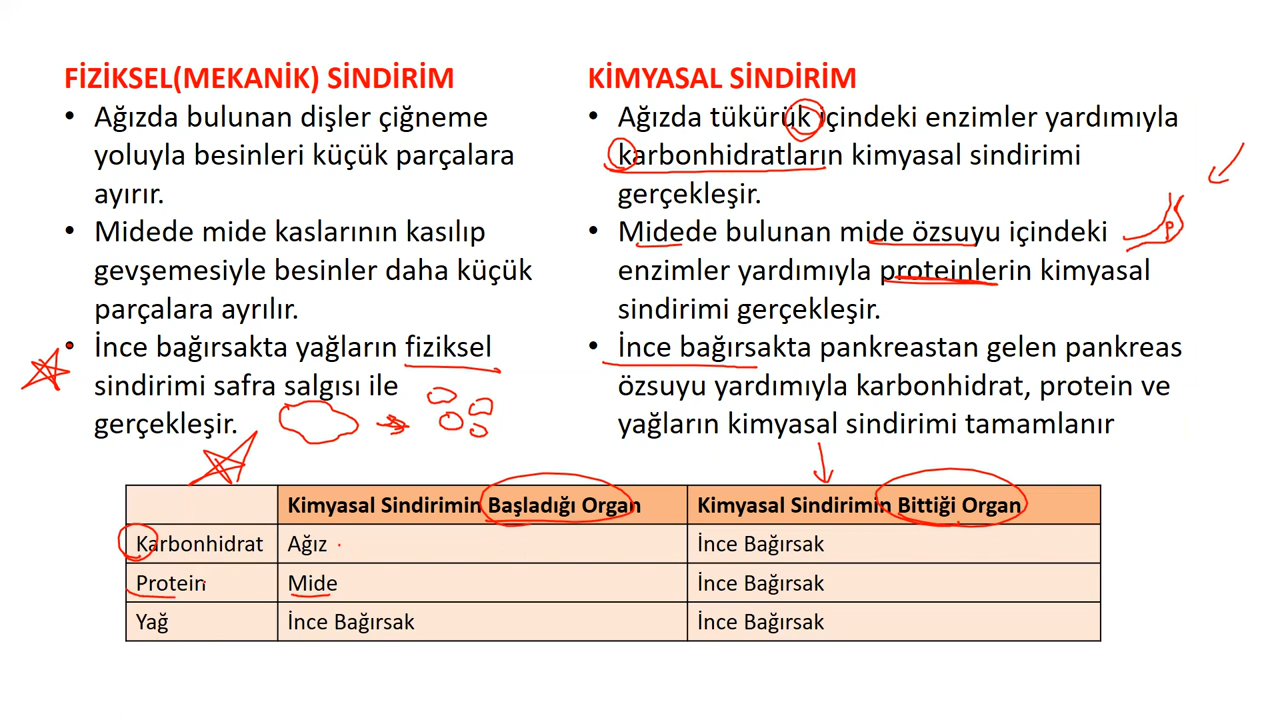 FİZİKSEL(MEKANİK) SİNDİRİM
• Ağızda bulunan dişler çiğneme
yoluyla besinleri küçük parçalara
ayırır.
• Midede mide kaslarının kasılıp
gevşemesiyle besinler daha küçük
parçalara ayrılır.
• İnce bağırsakta yağların fiziksel
sindirimi safra salgısı ile
gerçekleşir.
KİMYASAL SİNDİRİM
• Ağızda tükürük içindeki enzimler yardımıyla
karbonhidratların kimyasal sindirimi
gerçekleşir.
• Midede bulunan mide özsuyu içindeki
enzimler yardımıyla proteinlerin kimyasal
sindirimi gerçekleşir.
• İnce bağırsakta pankreastan gelen pankreas
özsuyu yardımıyla karbonhidrat, protein ve
yağların kimyasal sindirimi tamamlanır
P
Kimyasal Sindirimin Başladığı Organ Kimyasal Sindirimin Bittiği Organ
Karbonhidrat Ağız İnce Bağırsak
Protein Mide İnce Bağırsak
Yağ İnce Bağırsak İnce Bağırsak